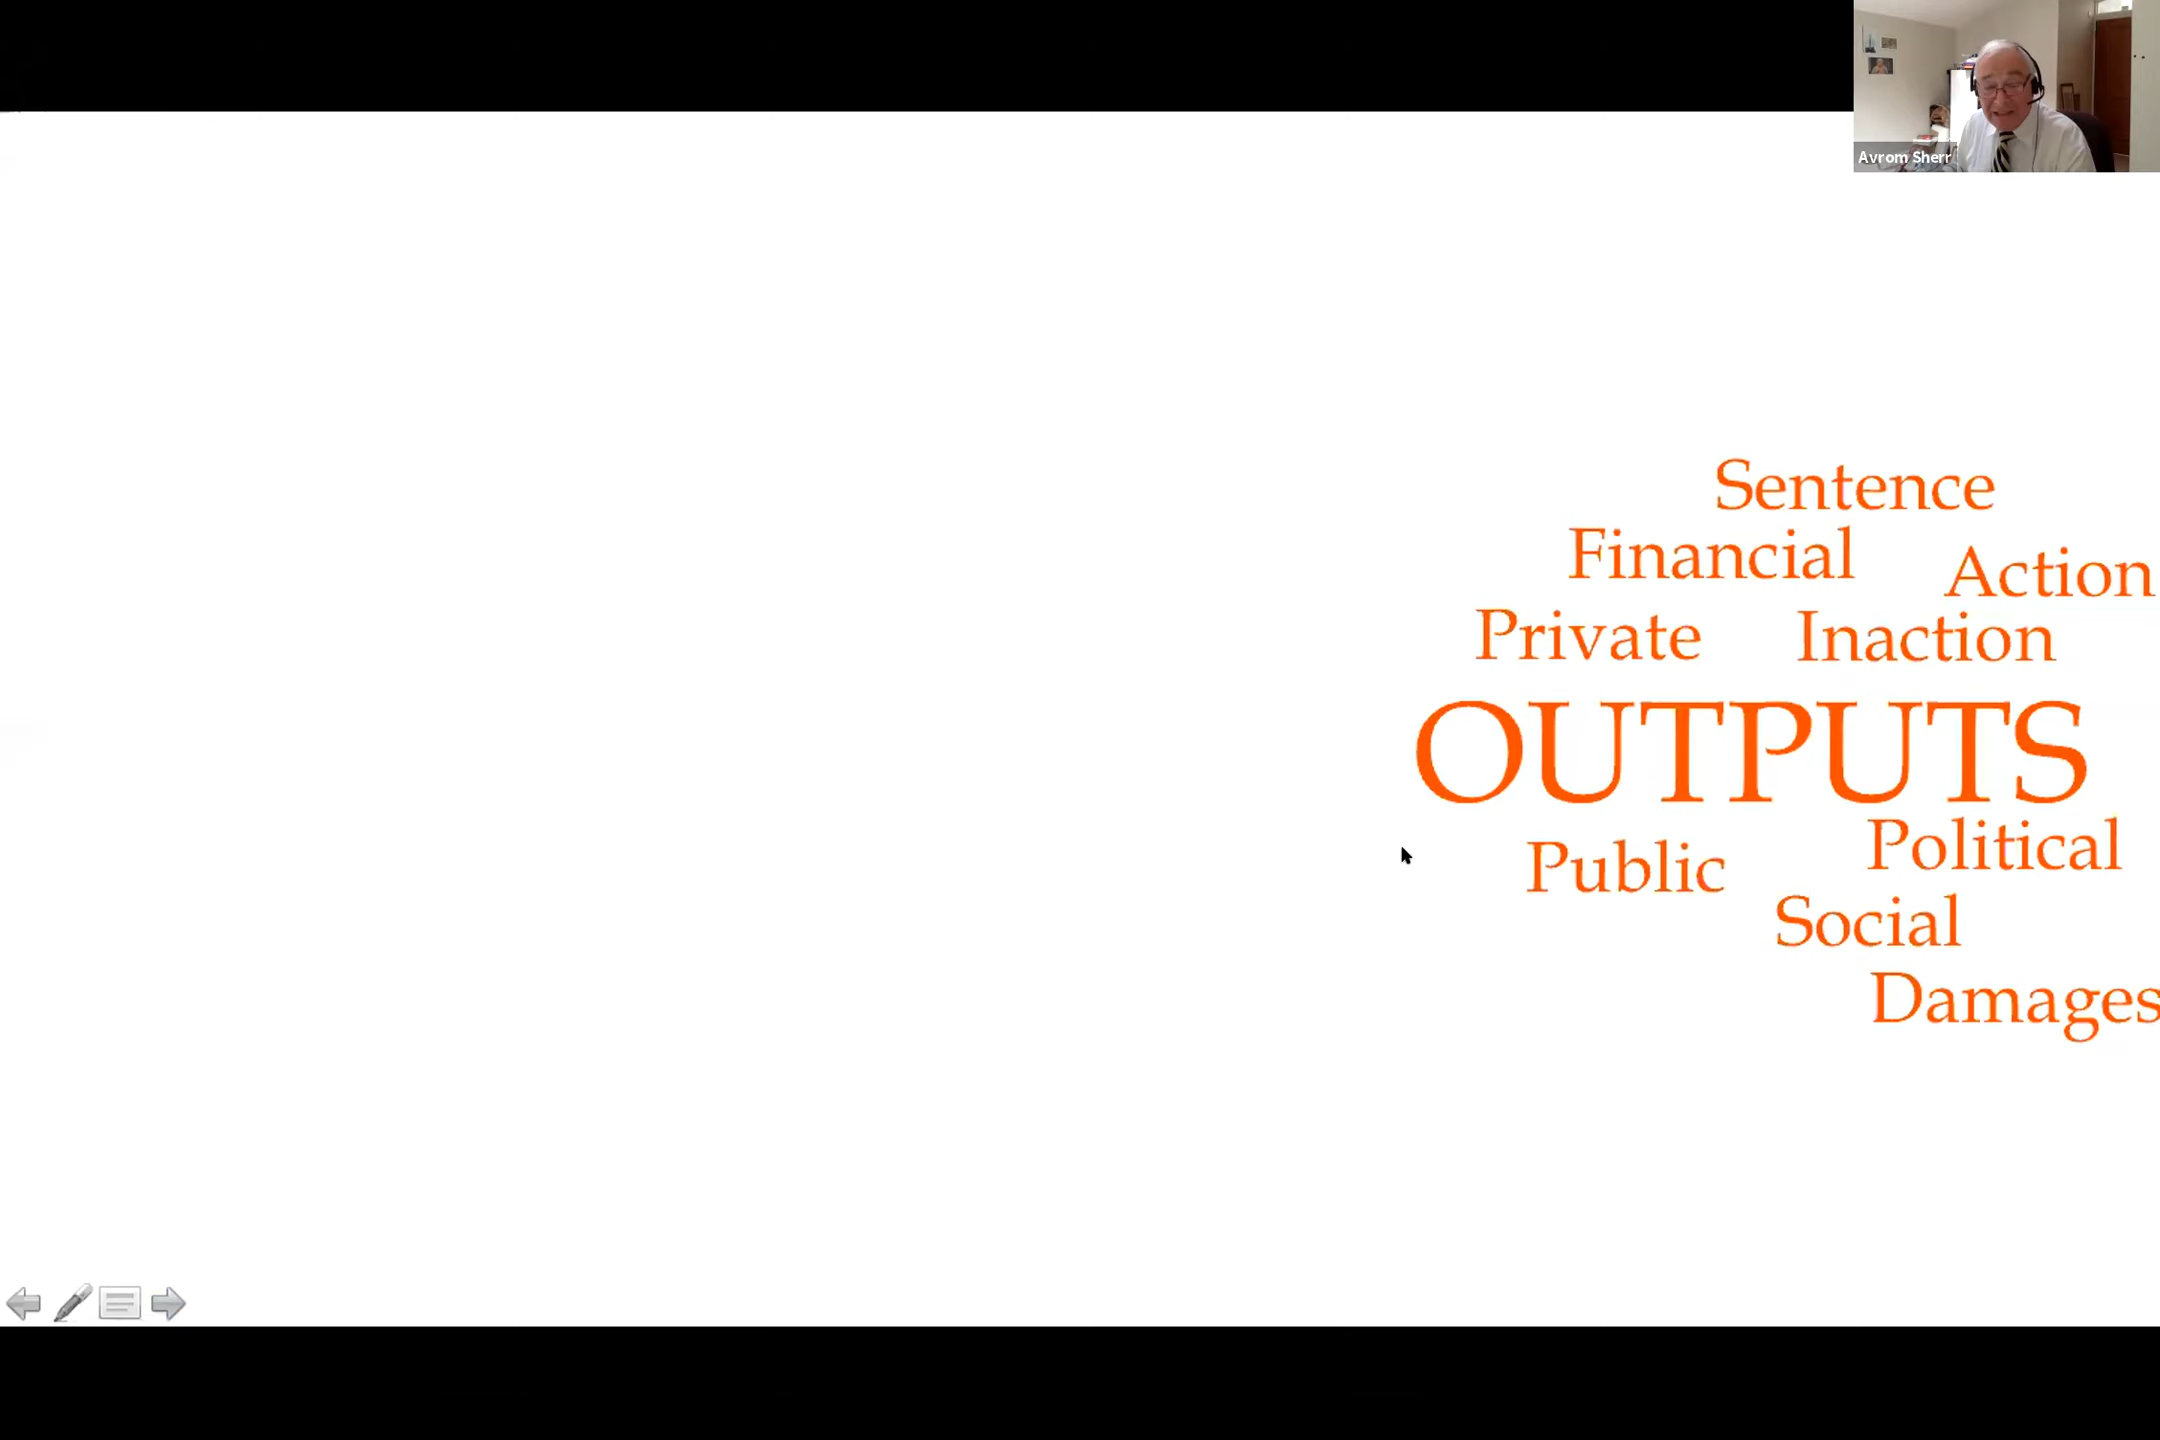 Avrom Sherr
Sentence
Financial
Action
Private
Inaction
OUTPUTS
Political
Public
Social
Damages